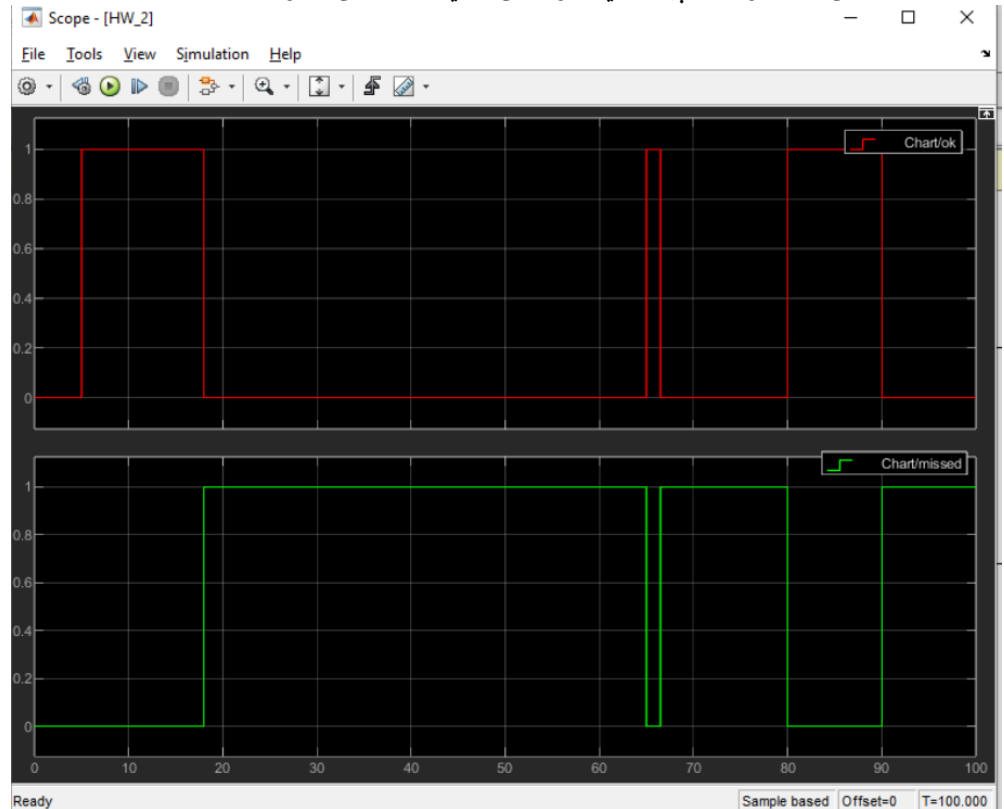 Scope - [HW_2]
File Tools View Simulation Help
Chart/ok
1
0.8
0.6
0.4
0.2
0
Chart/missed
1
0.8
0.6
0.4
0.2
0
0 10 20 30 40 50 60 70 80 90 100
Ready Sample based Offset=0 T=100.000